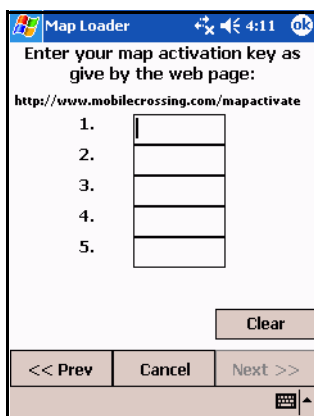 Map Loader 4:11 ok
Enter your map activation key as
give by the web page:
http://www.mobilecrossing.com/mapactivate
1.
2.
3.
4.
5.
Clear
<< Prev Cancel Next >>